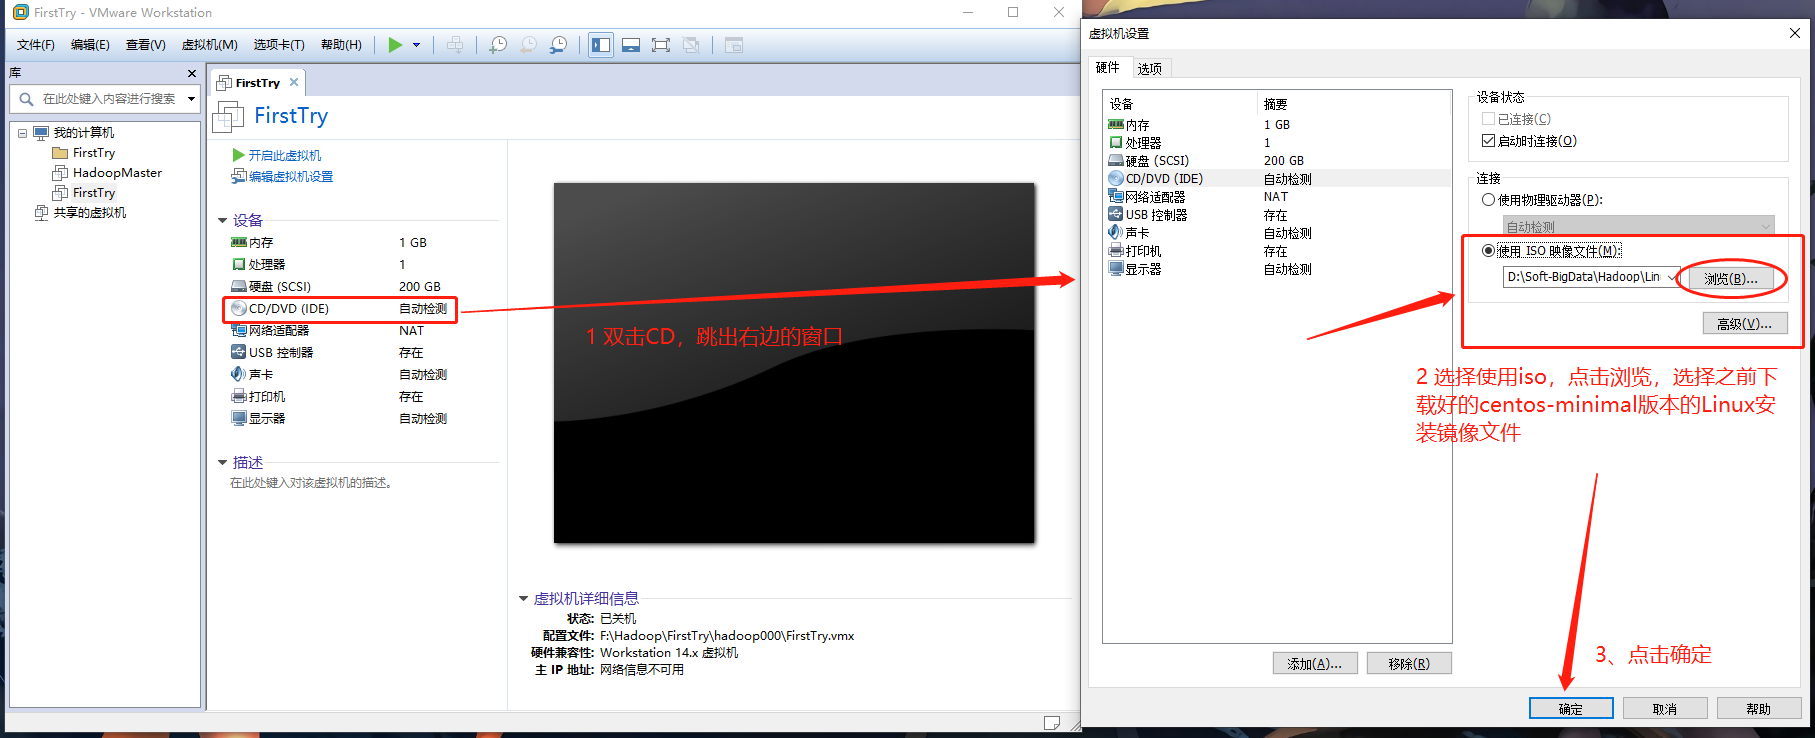 FirstTry - VMware Workstation
文件(F) 编辑(E) 查看(V) 虚拟机(M) 选项卡(T) 帮助(H)
库
在此处键入内容进行搜索
我的计算机
FirstTry
HadoopMaster
FirstTry
共享的虚拟机
FirstTry
FirstTry
开启此虚拟机
编辑虚拟机设置
设备
内存 1 GB
处理器 1
硬盘 (SCSI) 200 GB
CD/DVD (IDE) 自动检测
网络适配器 NAT
USB 控制器 存在
声卡 自动检测
打印机 存在
显示器 自动检测
描述
在此处键入对该虚拟机的描述。
1 双击CD，跳出右边的窗口
虚拟机详细信息
状态: 已关机
配置文件: F:\Hadoop\FirstTry\hadoop000\FirstTry.vmx
硬件兼容性: Workstation 14.x 虚拟机
主 IP 地址: 网络信息不可用
虚拟机设置
硬件 选项
设备 摘要
内存 1 GB
处理器 1
硬盘 (SCSI) 200 GB
CD/DVD (IDE) 自动检测
网络适配器 NAT
USB 控制器 存在
声卡 自动检测
打印机 存在
显示器 自动检测
添加(A)... 移除(R)
设备状态
已连接(C)
启动时连接(O)
连接
使用物理驱动器(P):
自动检测
使用 ISO 映像文件(M):
D:\Soft-BigData\Hadoop\Lin 浏览(B)...
高级(V)...
2 选择使用iso，点击浏览，选择之前下
载好的centos-minimal版本的Linux安
装镜像文件
3、点击确定
确定 取消 帮助